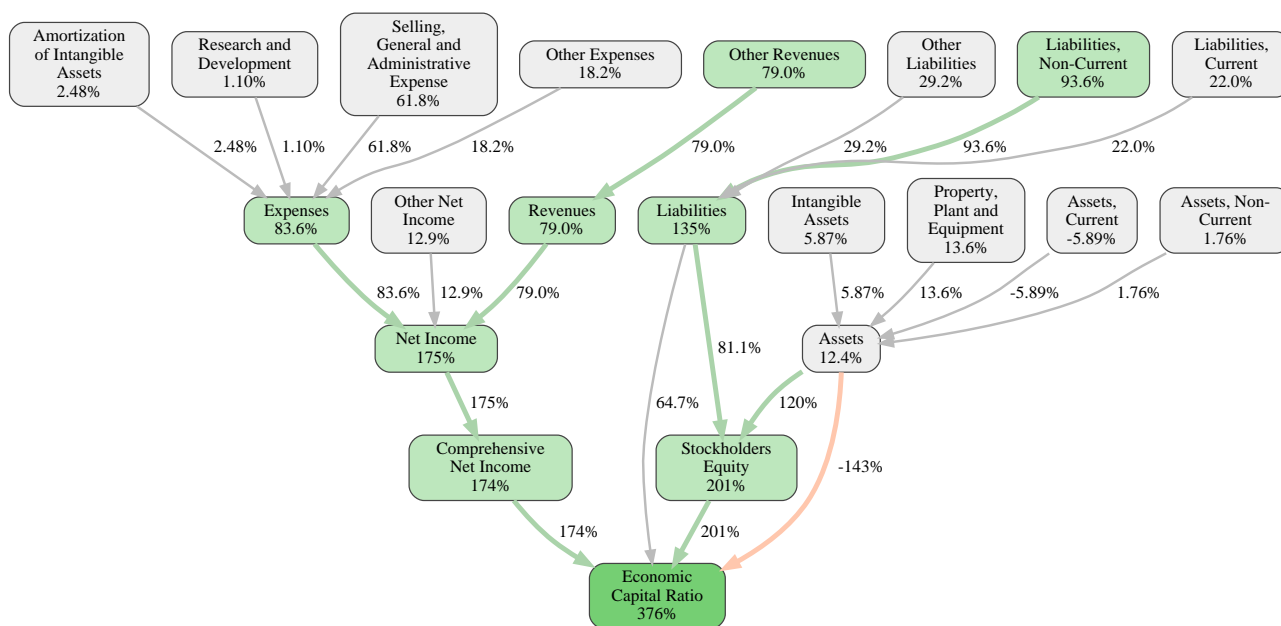 Amortization
of Intangible
Assets
2.48%
Research and
Development
1.10%
Selling,
General and
Administrative
Expense
61.8%
Other Expenses
18.2%
Other Revenues
79.0%
Other
Liabilities
29.2%
Liabilities,
Non-Current
93.6%
Liabilities,
Current
22.0%
2.48%
1.10%
61.8%
18.2%
79.0%
29.2%
93.6%
22.0%
Expenses
83.6%
Other Net
Income
12.9%
Revenues
79.0%
Liabilities
135%
Intangible
Assets
5.87%
Property,
Plant and
Equipment
13.6%
Assets,
Current
-5.89%
Assets, Non-
Current
1.76%
83.6%
12.9%
79.0%
5.87%
13.6%
-5.89%
1.76%
Net Income
175%
81.1%
Assets
12.4%
175%
64.7%
120%
Comprehensive
Net Income
174%
Stockholders
Equity
201%
-143%
174%
201%
Economic
Capital Ratio
376%